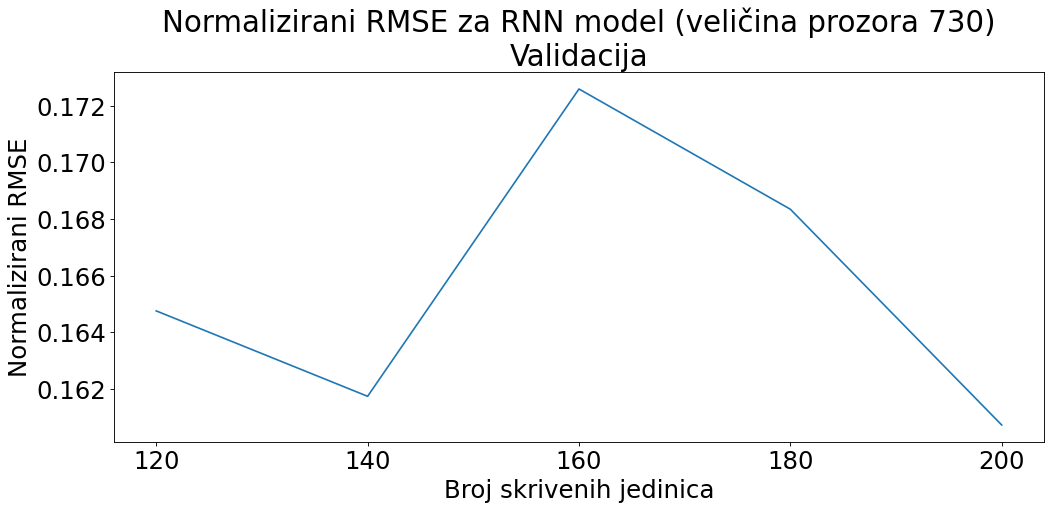 Normalizirani RMSE za RNN model (veličina prozora 730)
Validacija
Normalizirani RMSE
0.172
0.170
0.168
0.166
0.164
0.162
120 140 160 180 200
Broj skrivenih jedinica